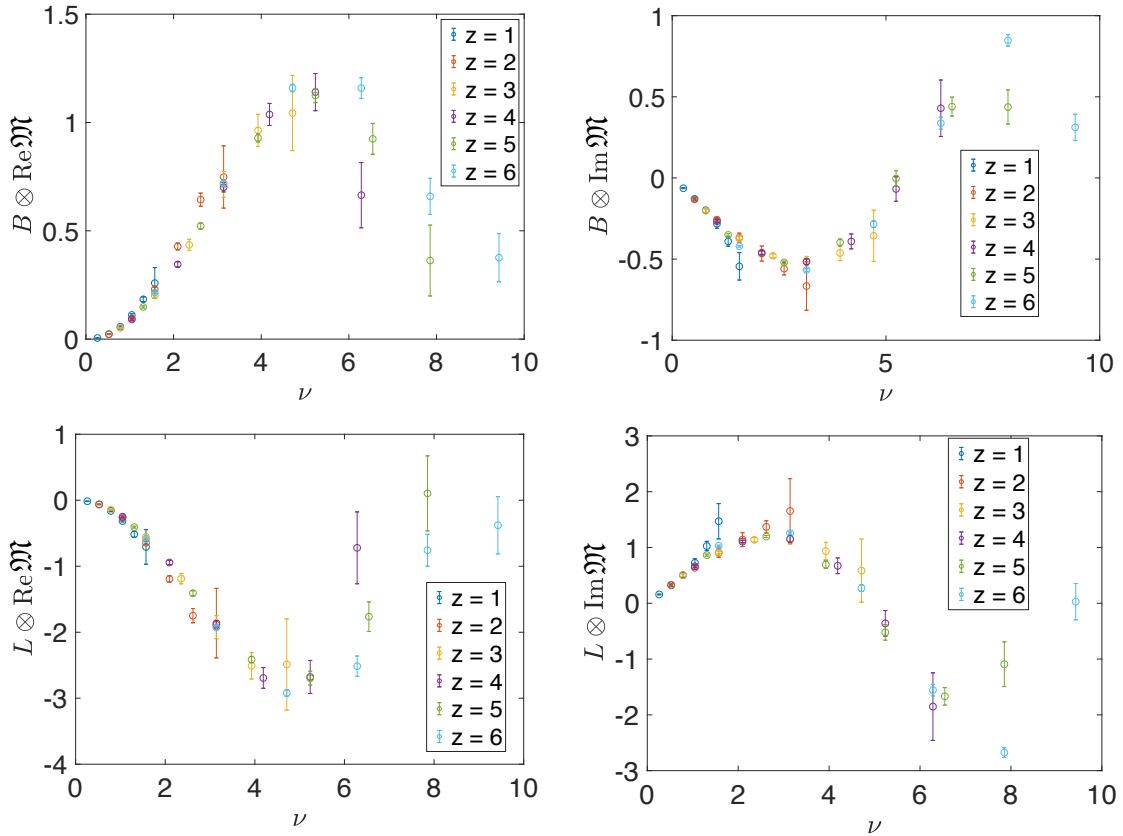 1.5
1
0.5
0
0 2 4 6 8 10
B ⊗ Re𝔐
ν
z = 1
z = 2
z = 3
z = 4
z = 5
z = 6
1
0.5
0
-0.5
-1
0 5 10
B ⊗ Im𝔐
ν
z = 1
z = 2
z = 3
z = 4
z = 5
z = 6
1
0
-1
-2
-3
-4
0 2 4 6 8 10
L ⊗ Re𝔐
ν
z = 1
z = 2
z = 3
z = 4
z = 5
z = 6
3
2
1
0
-1
-2
-3
0 2 4 6 8 10
L ⊗ Im𝔐
ν
z = 1
z = 2
z = 3
z = 4
z = 5
z = 6